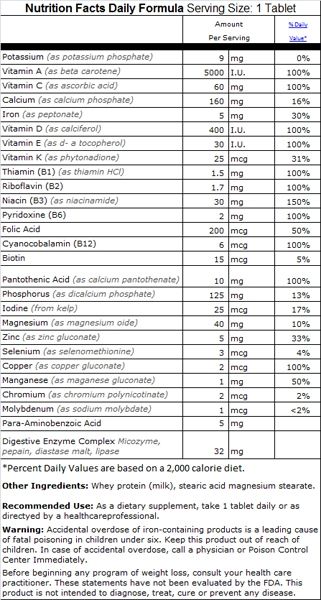 Nutrition Facts Daily Formula Serving Size: 1 Tablet
Amount Per Serving % Daily Value*
Potassium (as potassium phosphate) 9 mg 0%
Vitamin A (as beta carotene) 5000 I.U. 100%
Vitamin C (as ascorbic acid) 60 mg 100%
Calcium (as calcium phosphate) 160 mg 16%
Iron (as peptonate) 5 mg 30%
Vitamin D (as calciferol) 400 I.U. 100%
Vitamin E (as d- a tocopherol) 30 I.U. 100%
Vitamin K (as phytonadione) 25 mcg 31%
Thiamin (B1) (as thiamin HCl) 1.5 mg 100%
Riboflavin (B2) 1.7 mg 100%
Niacin (B3) (as niacinamide) 30 mg 150%
Pyridoxine (B6) 2 mg 100%
Folic Acid 200 mcg 50%
Cyanocobalamin (B12) 6 mcg 100%
Biotin 15 mcg 5%
Pantothenic Acid (as calcium pantothenate) 10 mg 100%
Phosphorus (as dicalcium phosphate) 125 mg 13%
Iodine (from kelp) 25 mcg 17%
Magnesium (as magnesium oide) 40 mg 10%
Zinc (as zinc gluconate) 5 mg 33%
Selenium (as selenomethionine) 3 mcg 4%
Copper (as copper gluconate) 2 mcg 100%
Manganese (as maganese gluconate) 1 mcg 50%
Chromium (as chromium polynicotinate) 2 mcg 2%
Molybdenum (as sodium molybdate) 1 mcg <2%
Para-Aminobenzoic Acid 5 mg
Digestive Enzyme Complex Micozyme,
pepain, diastase malt, lipase 32 mg
*Percent Daily Values are based on a 2,000 calorie diet.
Other Ingredients: Whey protein (milk), stearic acid magnesium stearate.
Recommended Use: As a dietary supplement, take 1 tablet daily or as
directyed by a healthcareprofessional.
Warning: Accidental overdose of iron-containing products is a leading cause
of fatal poisoning in children under six. Keep this product out of reach of
children. In case of accidental overdose, call a physician or Poison Control
Center Immediately.
Before beginning any program of weight loss, consult your health care
practitioner. These statements have not been evaluated by the FDA. This
product is not intended to diagnose, treat, cure or prevent any disease.